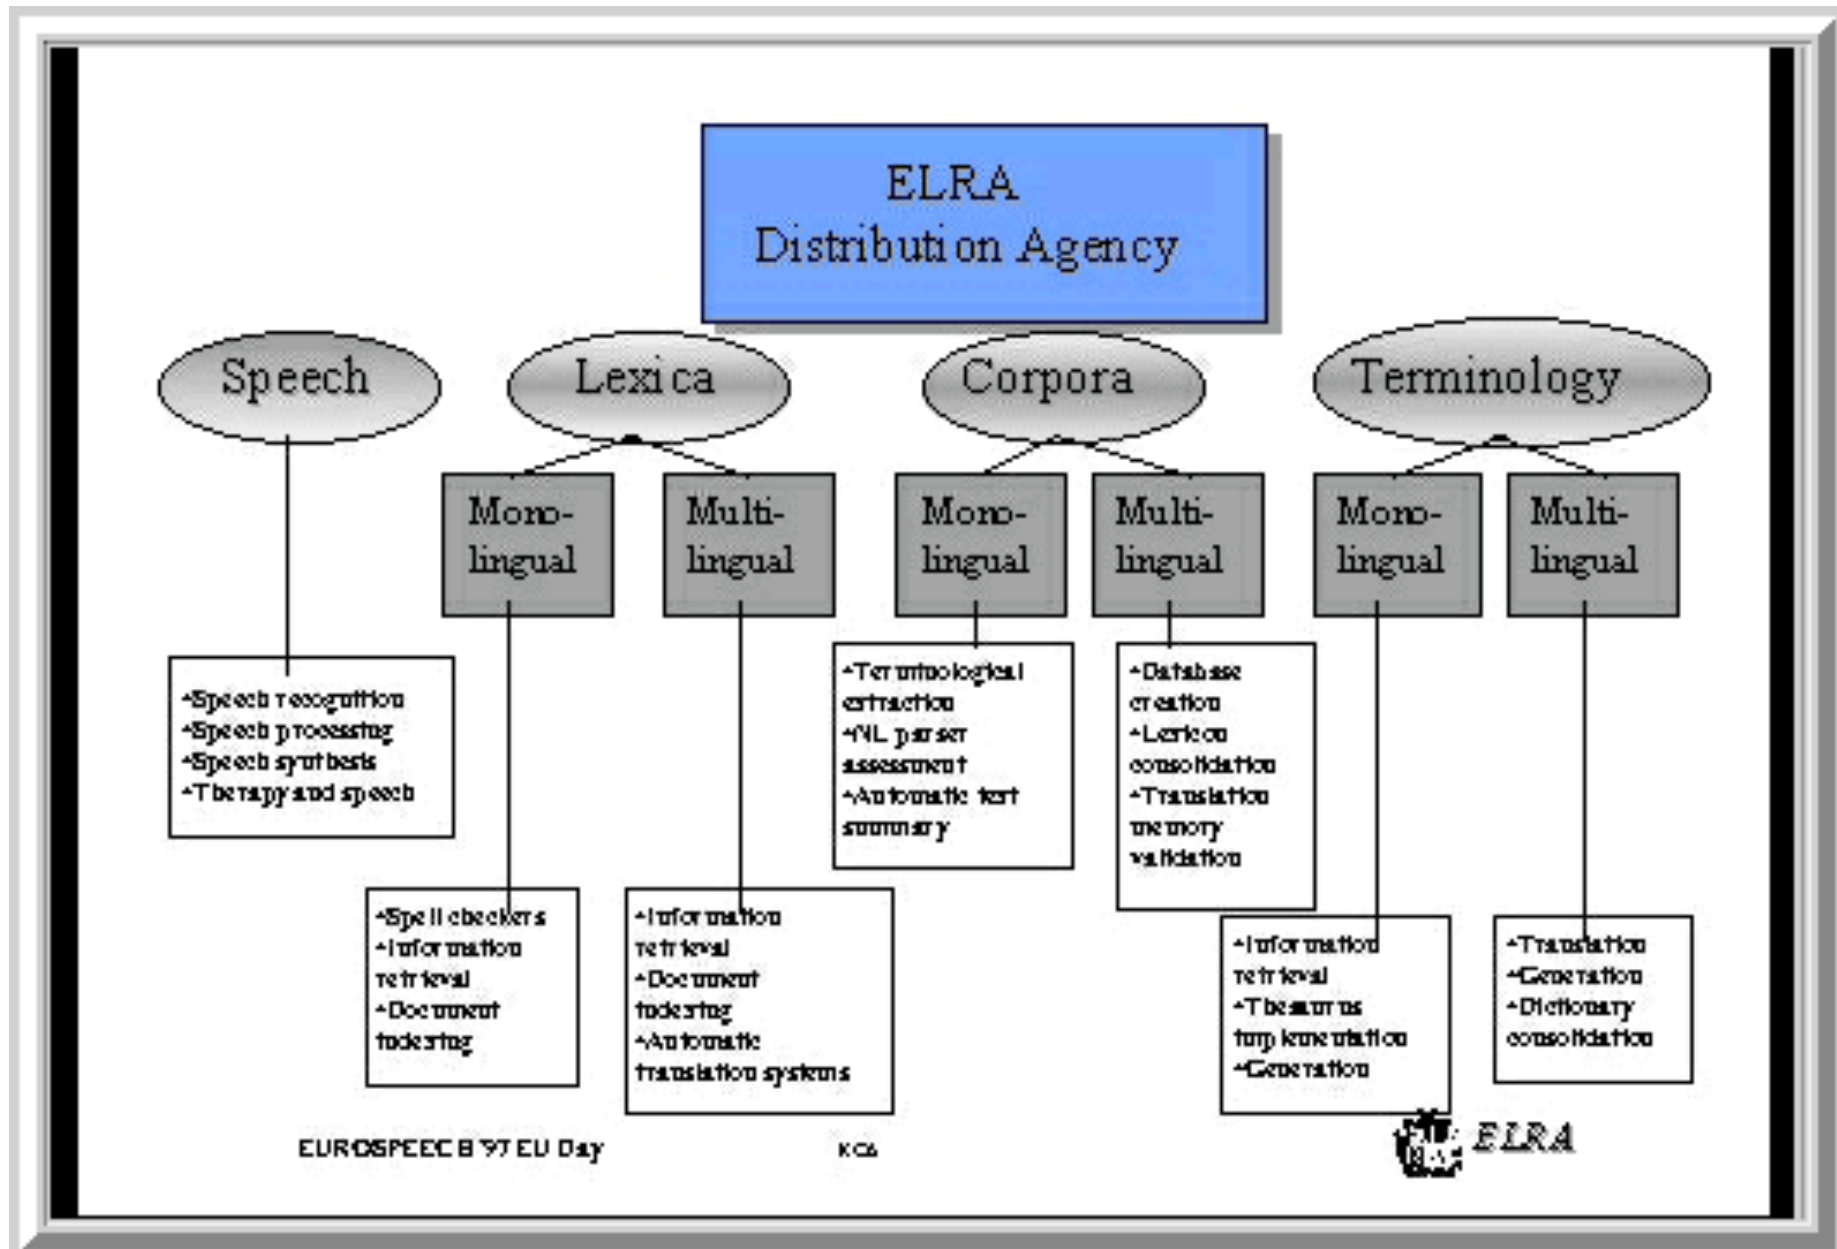 ELRA
Distribution Agency
Speech
Lexica
Corpora
Terminology
Mono-
lingual
Multi-
lingual
Mono-
lingual
Multi-
lingual
Mono-
lingual
Multi-
lingual
Speech recognition
Speech processing
Speech synthesis
Therapy and speech
Spell checkers
Information
retrieval
Document
indexing
Information
retrieval
Document
indexing
Automatic
translation systems
Terminological
extraction
NL parser
assessment
Automatic text
summary
Database
creation
Lexicon
consolidation
Translation
memory
validation
Information
retrieval
Thesaurus
implementation
Generation
Translation
Generation
Dictionary
consolidation
EUROSPEECH'97 EU Day
ELRA